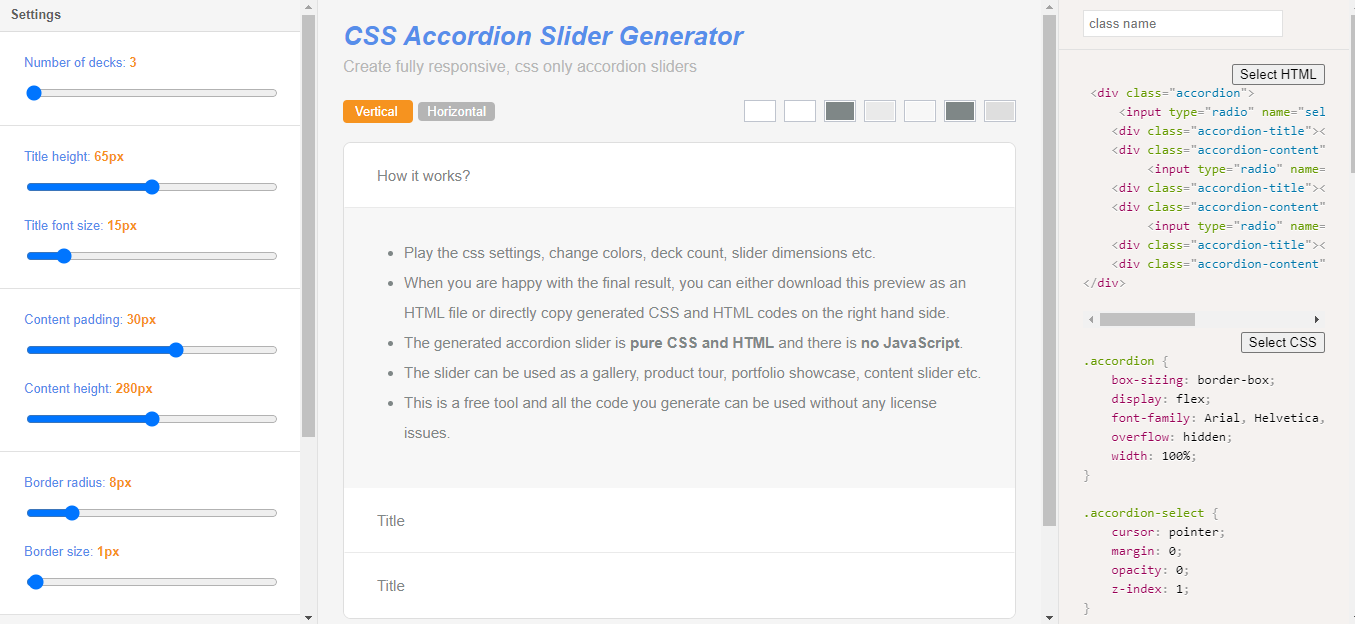 Settings
Number of decks: 3
Title height: 65px
Title font size: 15px
Content padding: 30px
Content height: 280px
Border radius: 8px
Border size: 1px
CSS Accordion Slider Generator
Create fully responsive, css only accordion sliders
Vertical
Horizontal
How it works?
Play the css settings, change colors, deck count, slider dimensions etc.
When you are happy with the final result, you can either download this preview as an
HTML file or directly copy generated CSS and HTML codes on the right hand side.
The generated accordion slider is pure CSS and HTML and there is no JavaScript.
The slider can be used as a gallery, product tour, portfolio showcase, content slider etc.
This is a free tool and all the code you generate can be used without any license
issues.
Title
Title
class name
Select HTML
<div class="accordion">
<input type="radio" name="sel
<div class="accordion-title"><
<div class="accordion-content"
<input type="radio" name=
<div class="accordion-title"><
<div class="accordion-content"
<input type="radio" name=
<div class="accordion-title"><
<div class="accordion-content"
</div>
Select CSS
.accordion {
box-sizing: border-box;
display: flex;
font-family: Arial, Helvetica,
overflow: hidden;
width: 100%;
}
.accordion-select {
cursor: pointer;
margin: 0;
opacity: 0;
z-index: 1;
}